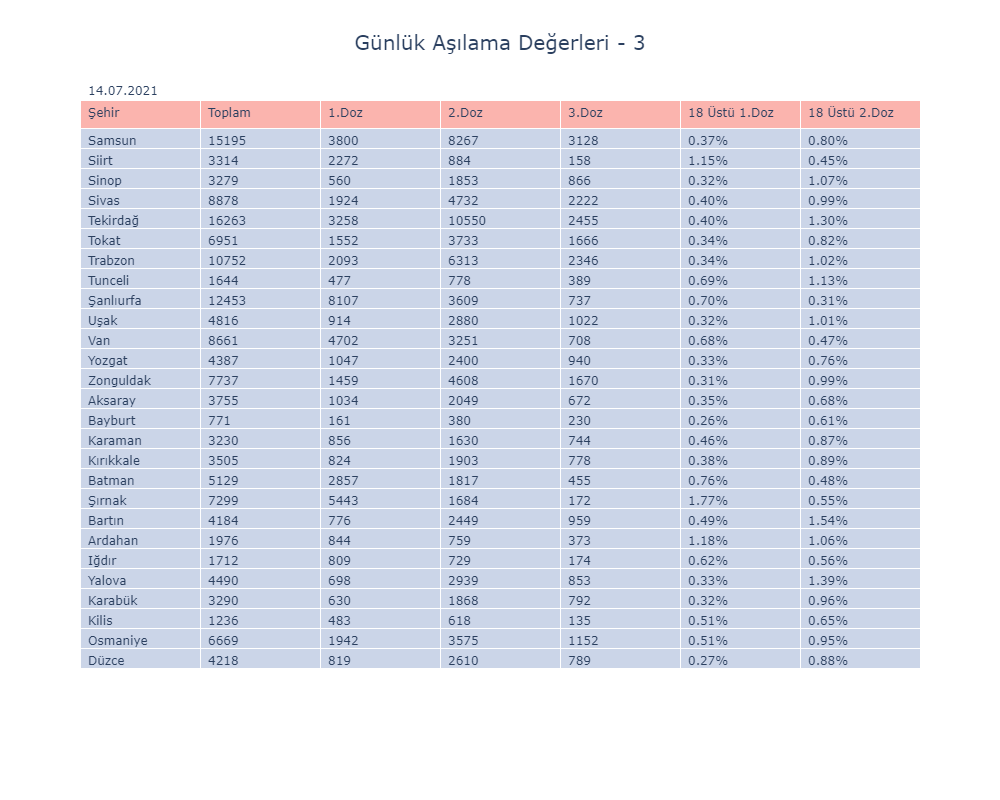 Günlük Aşılama Değerleri - 3
14.07.2021
Şehir Toplam 1.Doz 2.Doz 3.Doz 18 Üstü 1.Doz 18 Üstü 2.Doz
Samsun 15195 3800 8267 3128 0.37% 0.80%
Siirt 3314 2272 884 158 1.15% 0.45%
Sinop 3279 560 1853 866 0.32% 1.07%
Sivas 8878 1924 4732 2222 0.40% 0.99%
Tekirdağ 16263 3258 10550 2455 0.40% 1.30%
Tokat 6951 1552 3733 1666 0.34% 0.82%
Trabzon 10752 2093 6313 2346 0.34% 1.02%
Tunceli 1644 477 778 389 0.69% 1.13%
Şanlıurfa 12453 8107 3609 737 0.70% 0.31%
Uşak 4816 914 2880 1022 0.32% 1.01%
Van 8661 4702 3251 708 0.68% 0.47%
Yozgat 4387 1047 2400 940 0.33% 0.76%
Zonguldak 7737 1459 4608 1670 0.31% 0.99%
Aksaray 3755 1034 2049 672 0.35% 0.68%
Bayburt 771 161 380 230 0.26% 0.61%
Karaman 3230 856 1630 744 0.46% 0.87%
Kırıkkale 3505 824 1903 778 0.38% 0.89%
Batman 5129 2857 1817 455 0.76% 0.48%
Şırnak 7299 5443 1684 172 1.77% 0.55%
Bartın 4184 776 2449 959 0.49% 1.54%
Ardahan 1976 844 759 373 1.18% 1.06%
Iğdır 1712 809 729 174 0.62% 0.56%
Yalova 4490 698 2939 853 0.33% 1.39%
Karabük 3290 630 1868 792 0.32% 0.96%
Kilis 1236 483 618 135 0.51% 0.65%
Osmaniye 6669 1942 3575 1152 0.51% 0.95%
Düzce 4218 819 2610 789 0.27% 0.88%